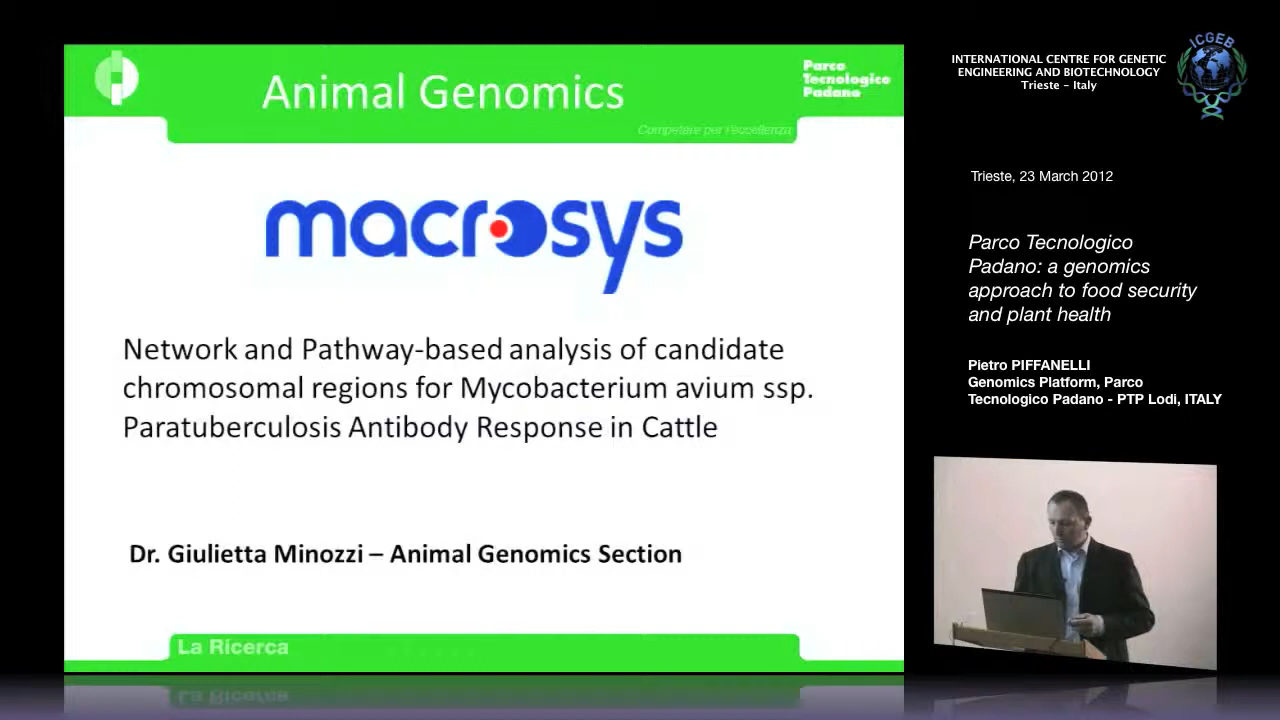 Animal Genomics
Parco
Tecnologico
Padano
Competere per l'eccellenza
macrosys
Network and Pathway-based analysis of candidate
chromosomal regions for Mycobacterium avium ssp.
Paratuberculosis Antibody Response in Cattle
Dr. Giulietta Minozzi – Animal Genomics Section
La Ricerca
INTERNATIONAL CENTRE FOR GENETIC
ENGINEERING AND BIOTECHNOLOGY
Trieste - Italy
ICGEB
Trieste, 23 March 2012
Parco Tecnologico
Padano: a genomics
approach to food security
and plant health
Pietro PIFFANELLI
Genomics Platform, Parco
Tecnologico Padano - PTP Lodi, ITALY